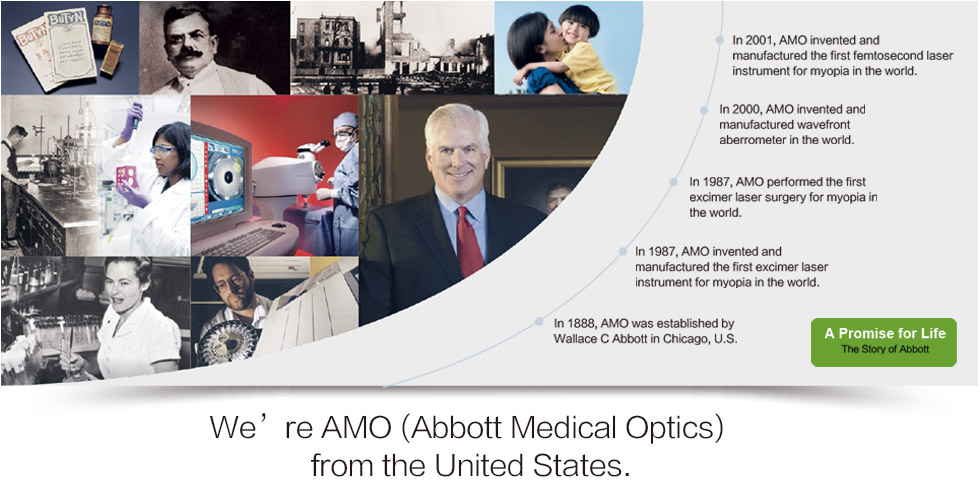 BUTYN
BUTYN
In 2001, AMO invented and
manufactured the first femtosecond laser
instrument for myopia in the world.
In 2000, AMO invented and
manufactured wavefront
aberrometer in the world.
In 1987, AMO performed the first
excimer laser surgery for myopia in
the world.
In 1987, AMO invented and
manufactured the first excimer laser
instrument for myopia in the world.
In 1888, AMO was established by
Wallace C Abbott in Chicago, U.S.
A Promise for Life
The Story of Abbott
We’re AMO (Abbott Medical Optics)
from the United States.